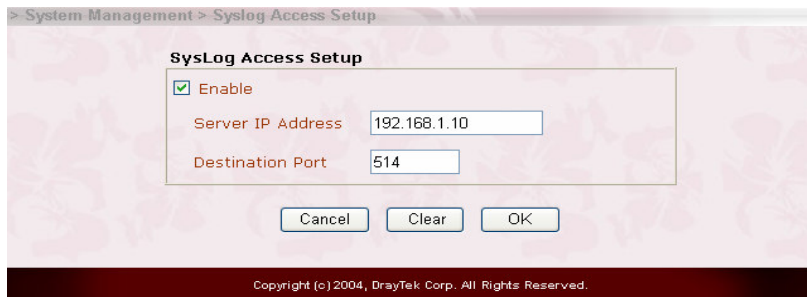 > System Management > Syslog Access Setup
SysLog Access Setup
Enable
Server IP Address 192.168.1.10
Destination Port 514
Cancel Clear OK
Copyright (c) 2004, DrayTek Corp. All Rights Reserved.